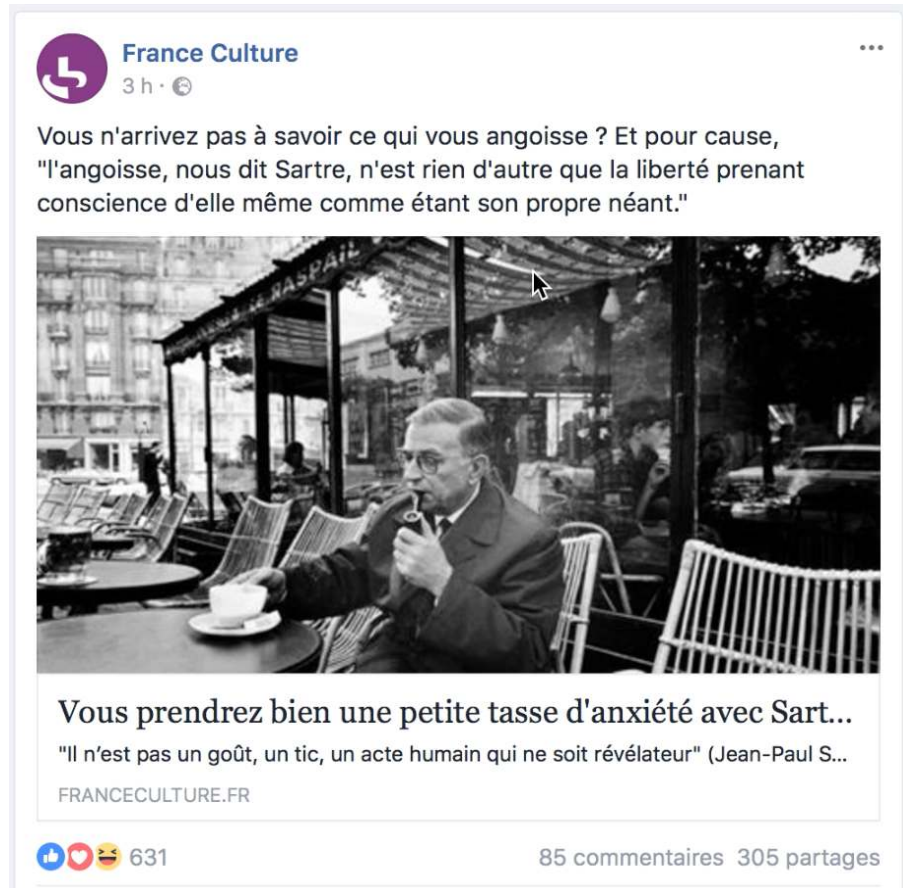 France Culture
3 h ·
Vous n'arrivez pas à savoir ce qui vous angoisse ? Et pour cause,
"l'angoisse, nous dit Sartre, n'est rien d'autre que la liberté prenant
conscience d'elle même comme étant son propre néant."
RASPAIL
Vous prendrez bien une petite tasse d'anxiété avec Sart...
"Il n’est pas un goût, un tic, un acte humain qui ne soit révélateur" (Jean-Paul S...
FRANCECULTURE.FR
631
85 commentaires 305 partages